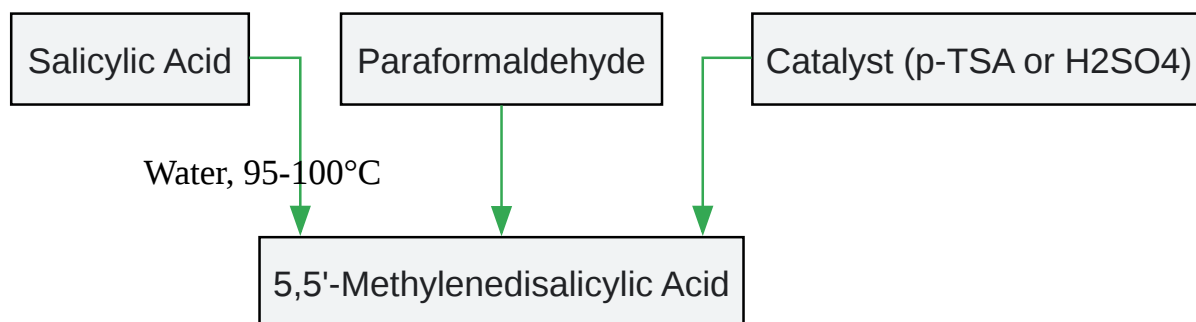 Salicylic Acid
Paraformaldehyde
Catalyst (p-TSA or H2SO4)
Water, 95-100°C
5,5'-Methylenedisalicylic Acid